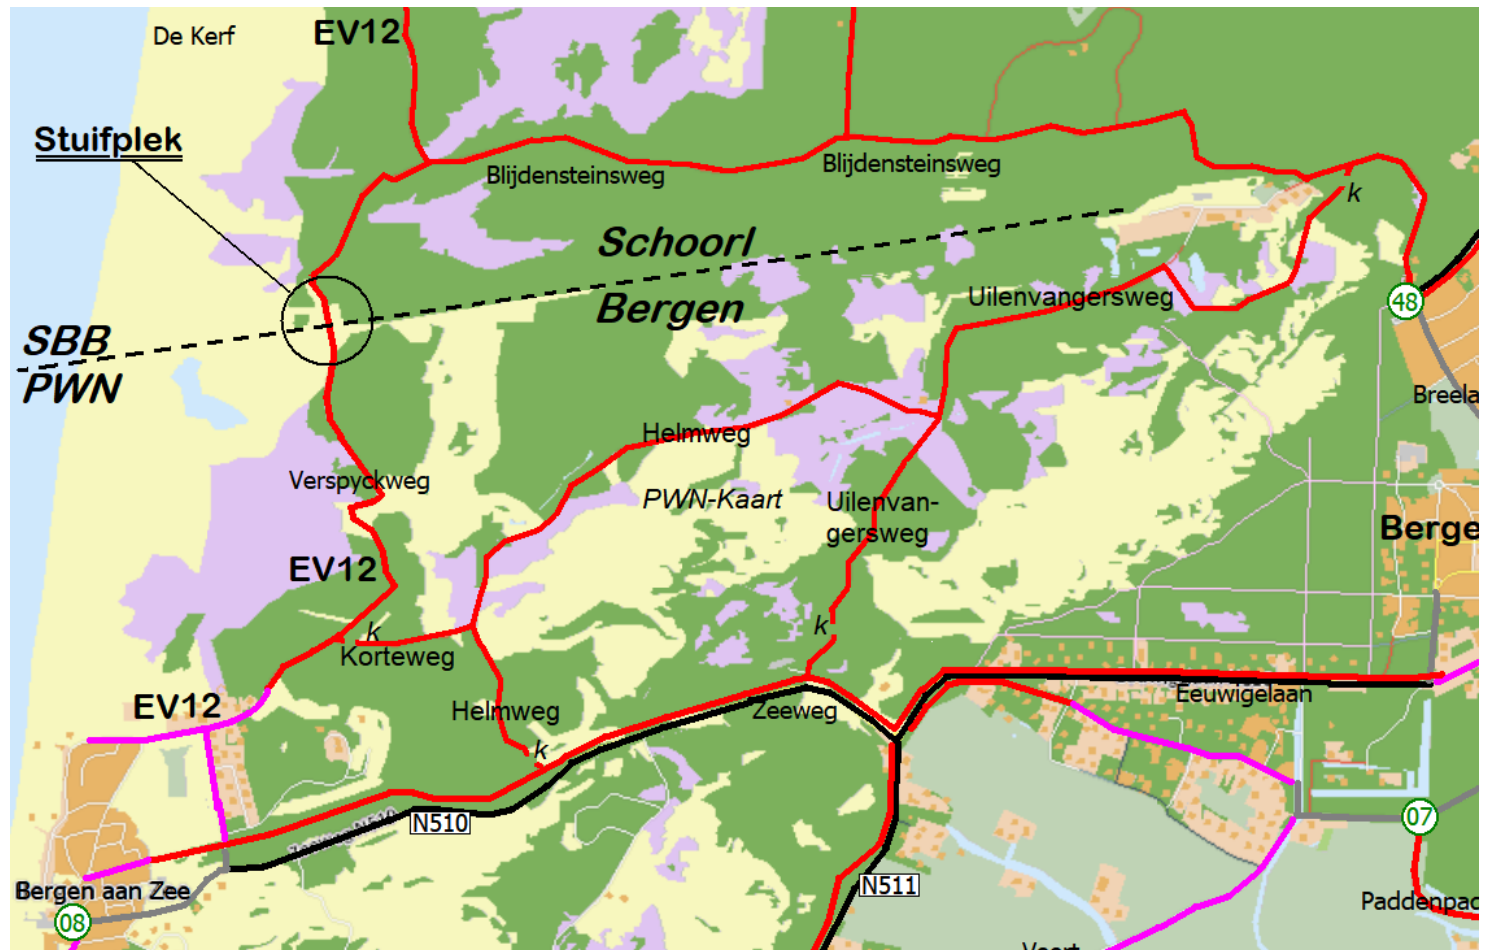 De Kerf
EV12
Stuifplek
Blijdensteinsweg
Blijdensteinsweg
k
Schoorl
Bergen
Uilenvangersweg
48
SBB
PWN
Breela
Helmweg
Verspyckweg
PWN-Kaart
Uilenvan-
gersweg
Berge
EV12
k
k
Korteweg
EV12
Helmweg
Zeeweg
Eeuwigelaan
k
N510
07
N511
Bergen aan Zee
08
Paddenpad